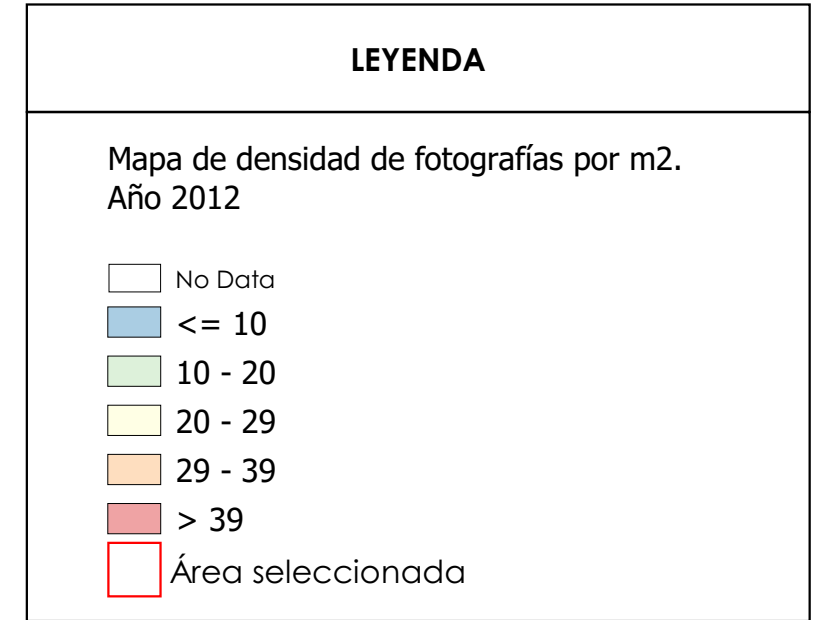 LEYENDA
Mapa de densidad de fotografías por m2.
Año 2012
No Data
<= 10
10 - 20
20 - 29
29 - 39
> 39
Área seleccionada